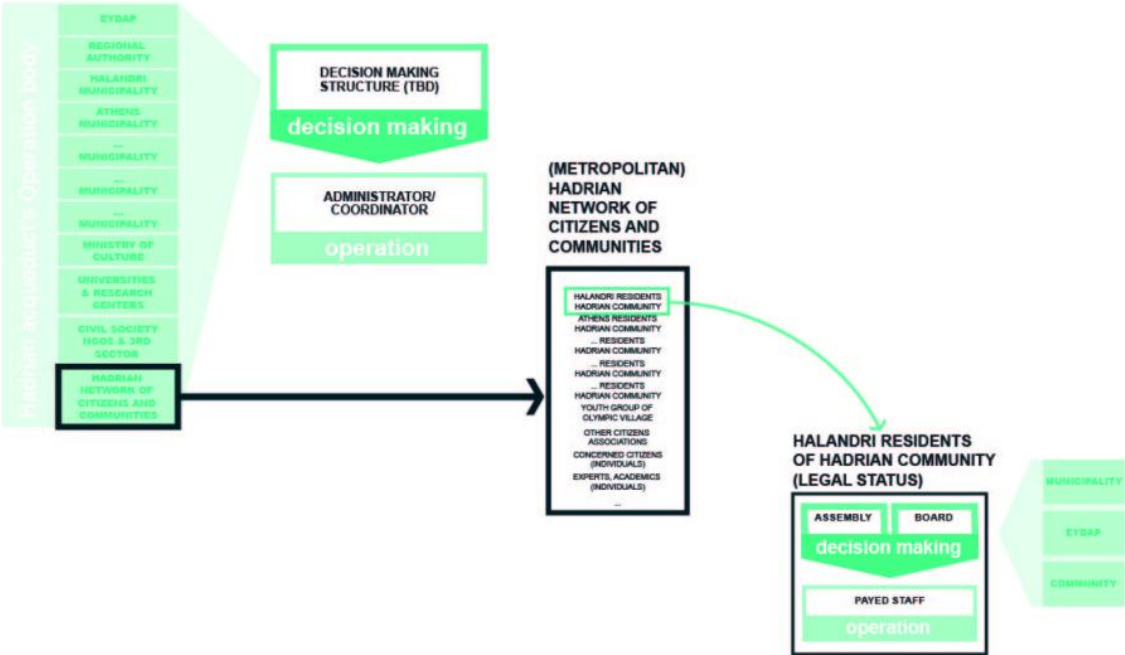 Hadrian acqueduct's Operation body
EYDAP
REGIONAL
AUTHORITY
HALANDRI
MUNICIPALITY
ATHENS
MUNICIPALITY
...
MUNICIPALITY
...
MUNICIPALITY
...
MUNICIPALITY
MINISTRY OF
CULTURE
UNIVERSITIES
& RESEARCH
CENTERS
CIVIL SOCIETY
NGOS & 3RD
SECTOR
HADRIAN
NETWORK OF
CITIZENS AND
COMMUNITIES
DECISION MAKING
STRUCTURE (TBD)
decision making
ADMINISTRATOR/
COORDINATOR
operation
(METROPOLITAN)
HADRIAN
NETWORK OF
CITIZENS AND
COMMUNITIES
HALANDRI RESIDENTS
HADRIAN COMMUNITY
ATHENS RESIDENTS
HADRIAN COMMUNITY
... RESIDENTS
HADRIAN COMMUNITY
... RESIDENTS
HADRIAN COMMUNITY
... RESIDENTS
HADRIAN COMMUNITY
YOUTH GROUP OF
OLYMPIC VILLAGE
OTHER CITIZENS
ASSOCIATIONS
CONCERNED CITIZENS
(INDIVIDUALS)
EXPERTS, ACADEMICS
(INDIVIDUALS)
...
HALANDRI RESIDENTS
OF HADRIAN COMMUNITY
(LEGAL STATUS)
ASSEMBLY
BOARD
decision making
PAYED STAFF
operation
MUNICIPALITY
EYDAP
COMMUNITY